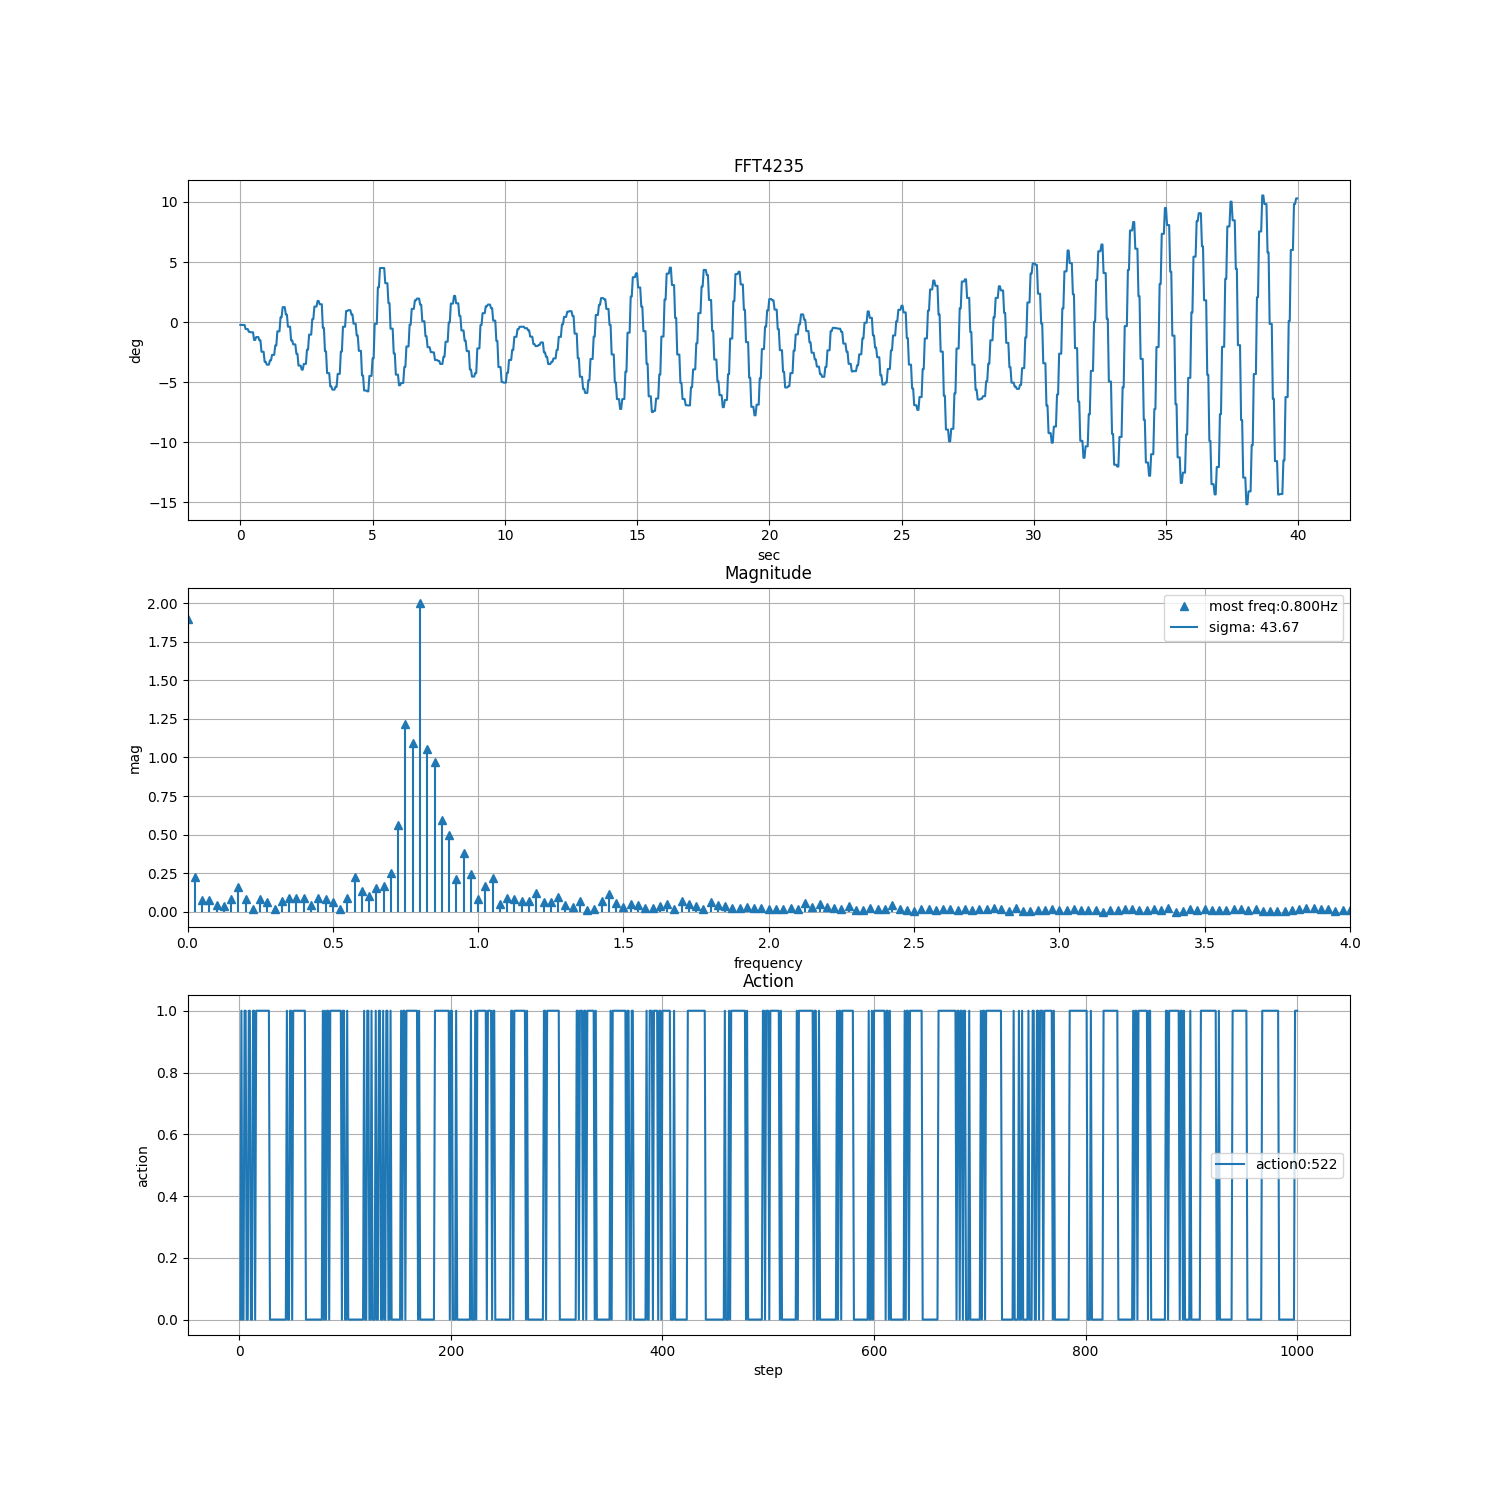 FFT4235
10
5
0
−5
−10
−15
deg
0 5 10 15 20 25 30 35 40
sec
Magnitude
2.00
1.75
1.50
1.25
1.00
0.75
0.50
0.25
0.00
mag
most freq:0.800Hz
sigma: 43.67
0.0 0.5 1.0 1.5 2.0 2.5 3.0 3.5 4.0
frequency
Action
1.0
0.8
0.6
0.4
0.2
0.0
action
action0:522
0 200 400 600 800 1000
step